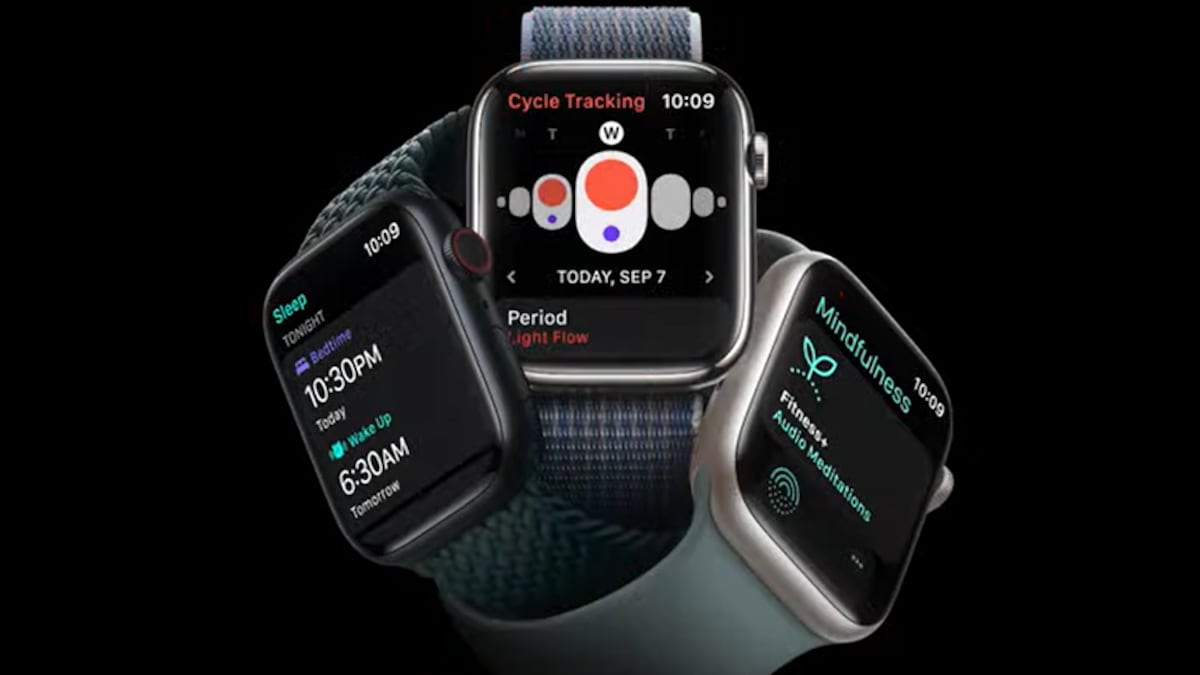 Cycle Tracking 10:09
T W T
TODAY, SEP 7
Period
Light Flow
10:09
Sleep
TONIGHT
Bedtime
10:30PM
Today
Wake Up
6:30AM
Tomorrow
Mindfulness
10:09
Fitness+
Audio Meditations